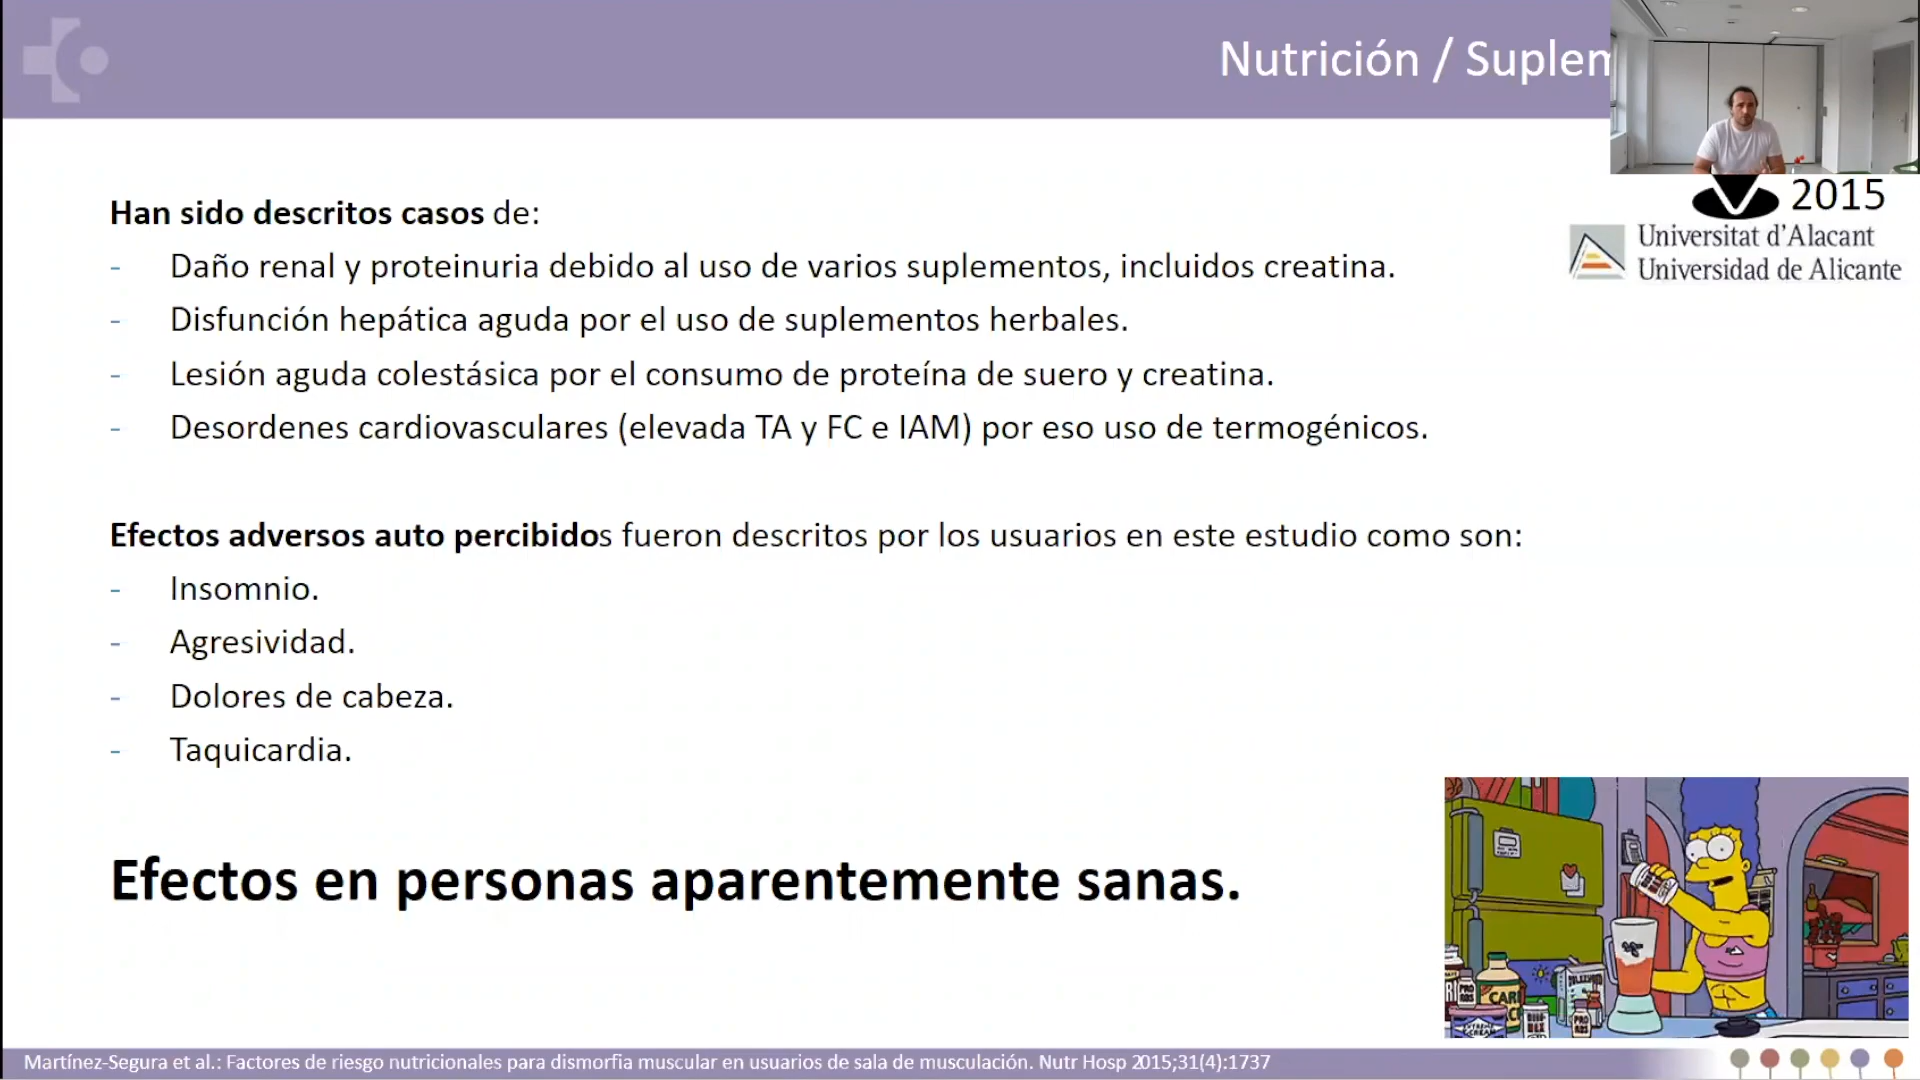 Nutrición / Suplem
2015
Universitat d'Alacant
Universidad de Alicante
Han sido descritos casos de:
- Daño renal y proteinuria debido al uso de varios suplementos, incluidos creatina.
- Disfunción hepática aguda por el uso de suplementos herbales.
- Lesión aguda colestásica por el consumo de proteína de suero y creatina.
- Desordenes cardiovasculares (elevada TA y FC e IAM) por eso uso de termogénicos.
Efectos adversos auto percibidos fueron descritos por los usuarios en este estudio como son:
- Insomnio.
- Agresividad.
- Dolores de cabeza.
- Taquicardia.
Efectos en personas aparentemente sanas.
Martínez-Segura et al.: Factores de riesgo nutricionales para dismorfia muscular en usuarios de sala de musculación. Nutr Hosp 2015;31(4):1737